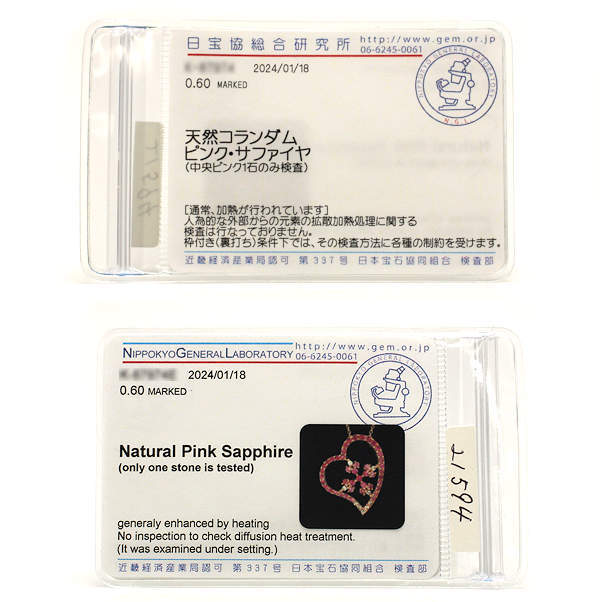 日宝協総合研究所
http://www.gem.or.jp
06-6245-0061
2024/01/18
0.60 MARKED
NIPPOKYO GENERAL LABORATORY
N.G.L.
天然コランダム
ピンク・サファイヤ
(中央ピンク1石のみ検査)
[通常、加熱が行われています]
人為的な外部からの元素の拡散加熱処理に関する
検査は行なっておりません。
枠付き(裏打ち)条件下では、その検査方法に各種の制約を受けます。
近畿経済産業局認可 第337号 日本宝石協同組合 検査部
21594
NIPPOKYO GENERAL LABORATORY
http://www.gem.or.jp
06-6245-0061
2024/01/18
0.60 MARKED
NIPPOKYO GENERAL LABORATORY
Natural Pink Sapphire
(only one stone is tested)
generaly enhanced by heating
No inspection to check diffusion heat treatment.
(It was examined under setting.)
近畿経済産業局認可 第337号 日本宝石協同組合 検査部
21594